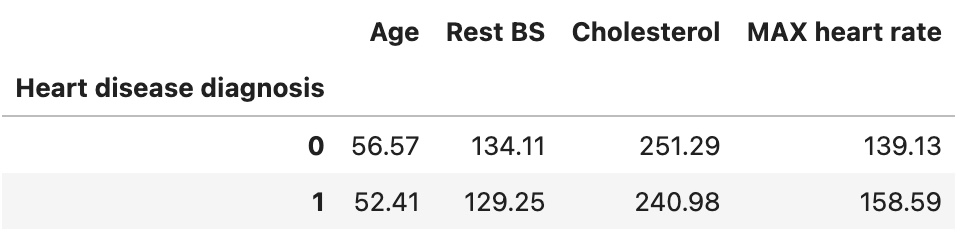 Age Rest BS Cholesterol MAX heart rate
Heart disease diagnosis
0 56.57 134.11 251.29 139.13
1 52.41 129.25 240.98 158.59